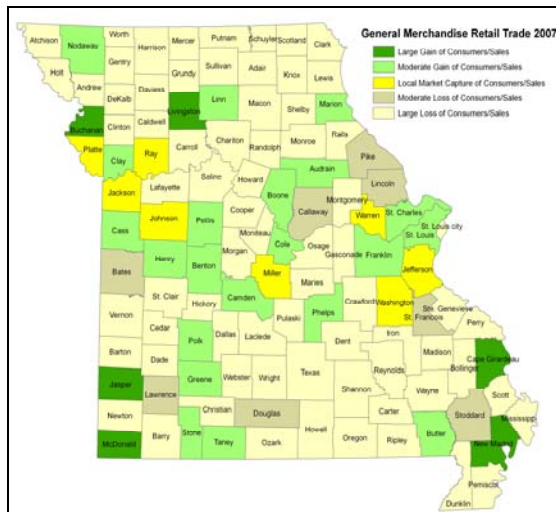 General Merchandise Retail Trade 2007
Large Gain of Consumers/Sales
Moderate Gain of Consumers/Sales
Local Market Capture of Consumers/Sales
Moderate Loss of Consumers/Sales
Large Loss of Consumers/Sales
Atchison Nodaway Worth Harrison Mercer Putnam Schuyler Scotland Clark
Holt Gentry Grundy Sullivan Adair Knox Lewis
Andrew DeKalb Daviess Livingston Linn Macon Shelby Marion
Buchanan Clinton Caldwell Chariton Randolph Monroe Ralls
Platte Clay Ray Carroll Audrain Pike
Jackson Lafayette Saline Howard Boone Callaway Montgomery Lincoln
Cass Johnson Pettis Cooper Moniteau Cole Osage Gasconade Warren St. Charles St. Louis St. Louis city
Bates Henry Benton Morgan Miller Maries Franklin Jefferson
Vernon St. Clair Hickory Camden Pulaski Phelps Crawford Washington St. Francois Ste. Genevieve Perry
Barton Cedar Polk Dallas Laclede Dent Iron Madison Bollinger Cape Girardeau
Jasper Dade Greene Webster Wright Texas Shannon Reynolds Wayne Scott
Newton Lawrence Christian Douglas Howell Carter Stoddard Mississippi
McDonald Barry Stone Taney Ozark Oregon Ripley Butler New Madrid
Dunklin Pemiscot